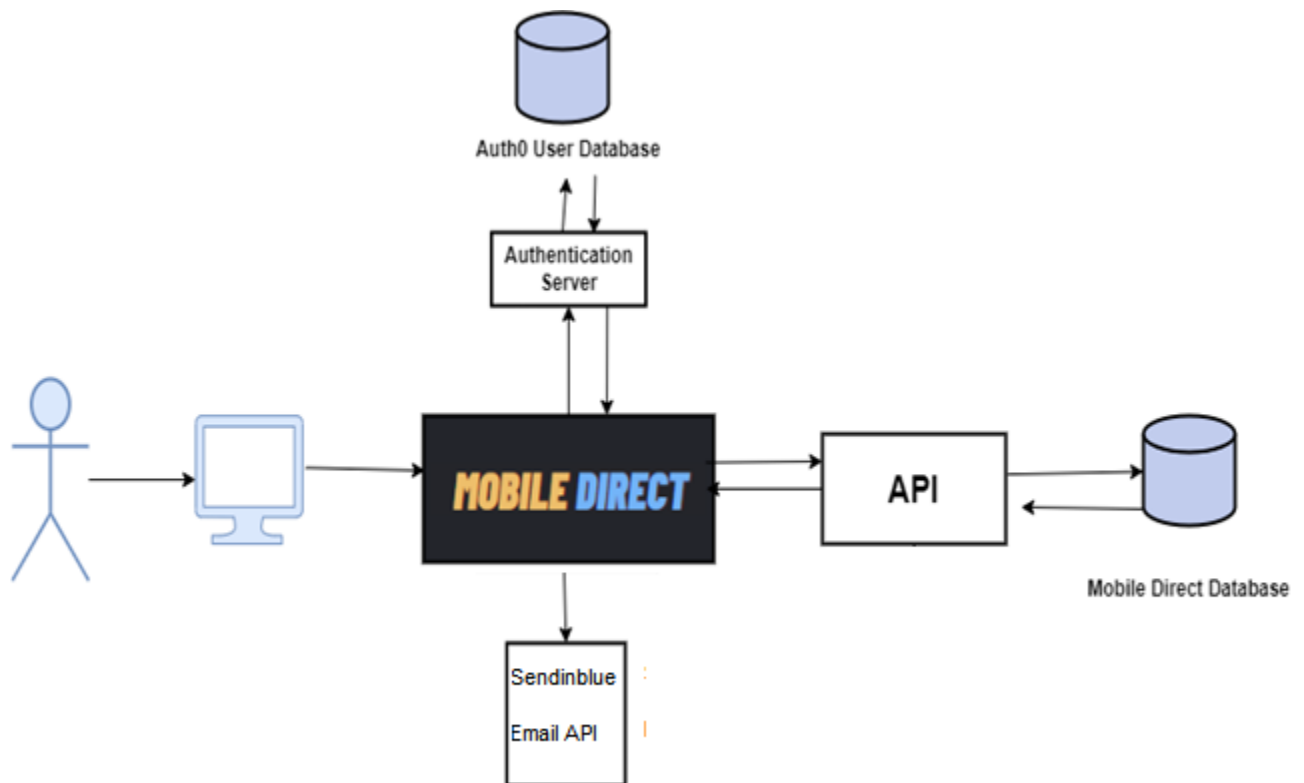 Auth0 User Database
Authentication
Server
MOBILE DIRECT
API
Mobile Direct Database
Sendinblue
Email API